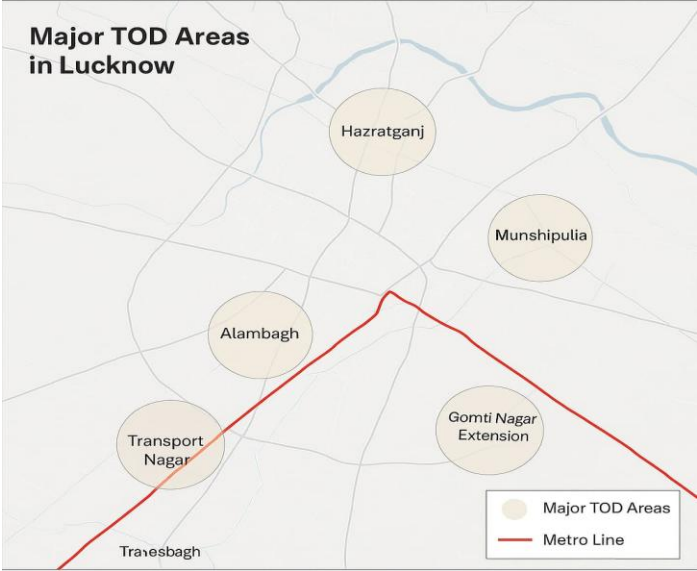 Major TOD Areas
in Lucknow
Hazratganj
Munshipulia
Alambagh
Gomti Nagar
Extension
Transport
Nagar
Major TOD Areas
Metro Line